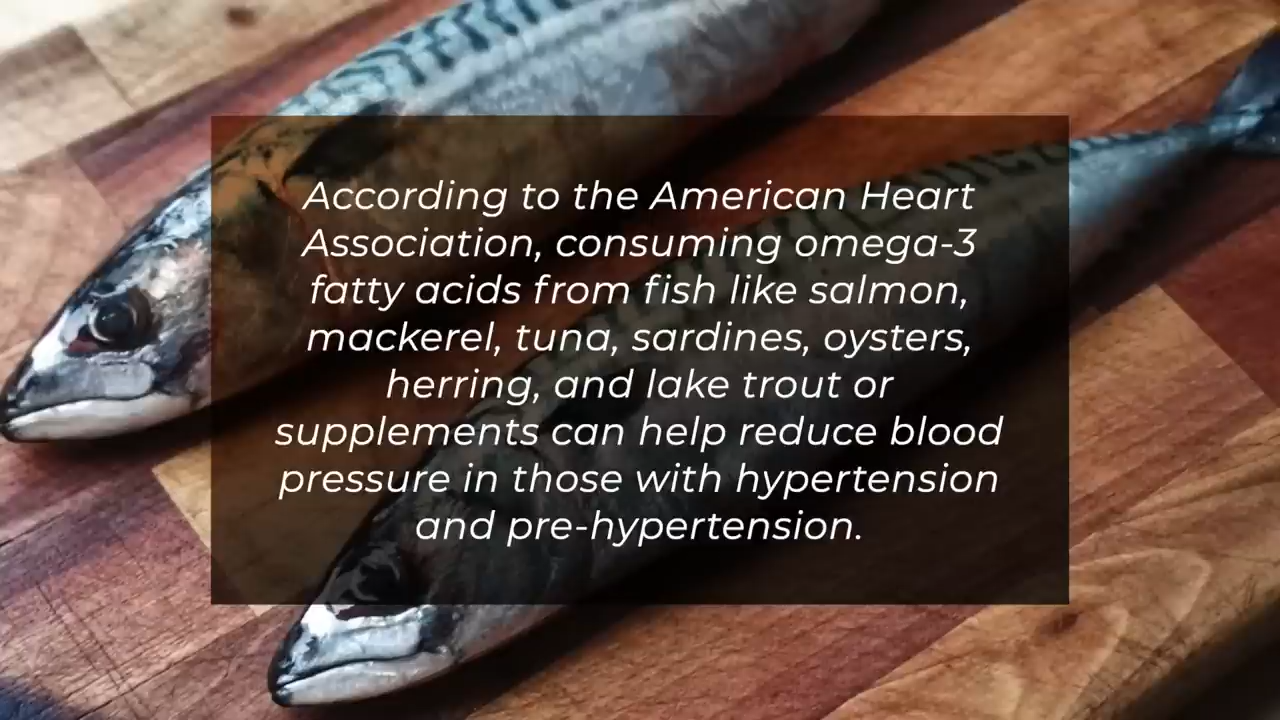 According to the American Heart
Association, consuming omega-3
fatty acids from fish like salmon,
mackerel, tuna, sardines, oysters,
herring, and lake trout or
supplements can help reduce blood
pressure in those with hypertension
and pre-hypertension.